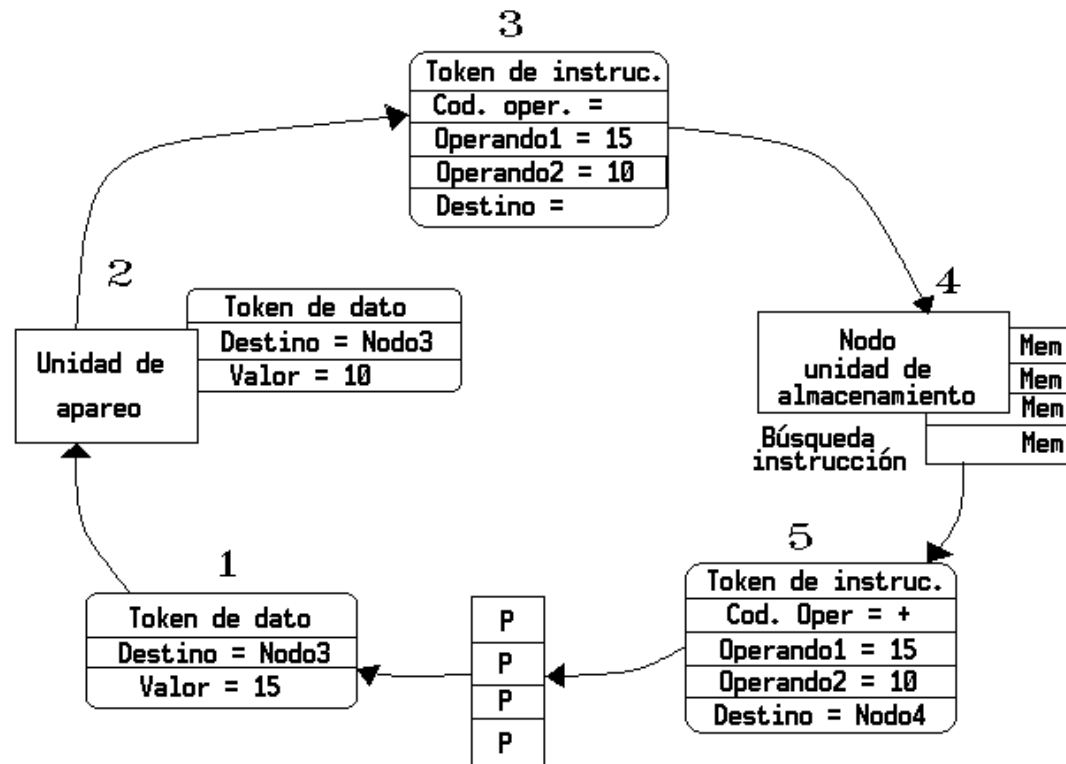 3
Token de instruc.
Cod. oper. =
Operando1 = 15
Operando2 = 10
Destino =
2
Token de dato
Destino = Nodo3
Valor = 10
Unidad de
apareo
4
Nodo
unidad de
almacenamiento
Mem
Mem
Mem
Mem
Búsqueda
instrucción
1
Token de dato
Destino = Nodo3
Valor = 15
P
P
P
P
5
Token de instruc.
Cod. Oper = +
Operando1 = 15
Operando2 = 10
Destino = Nodo4